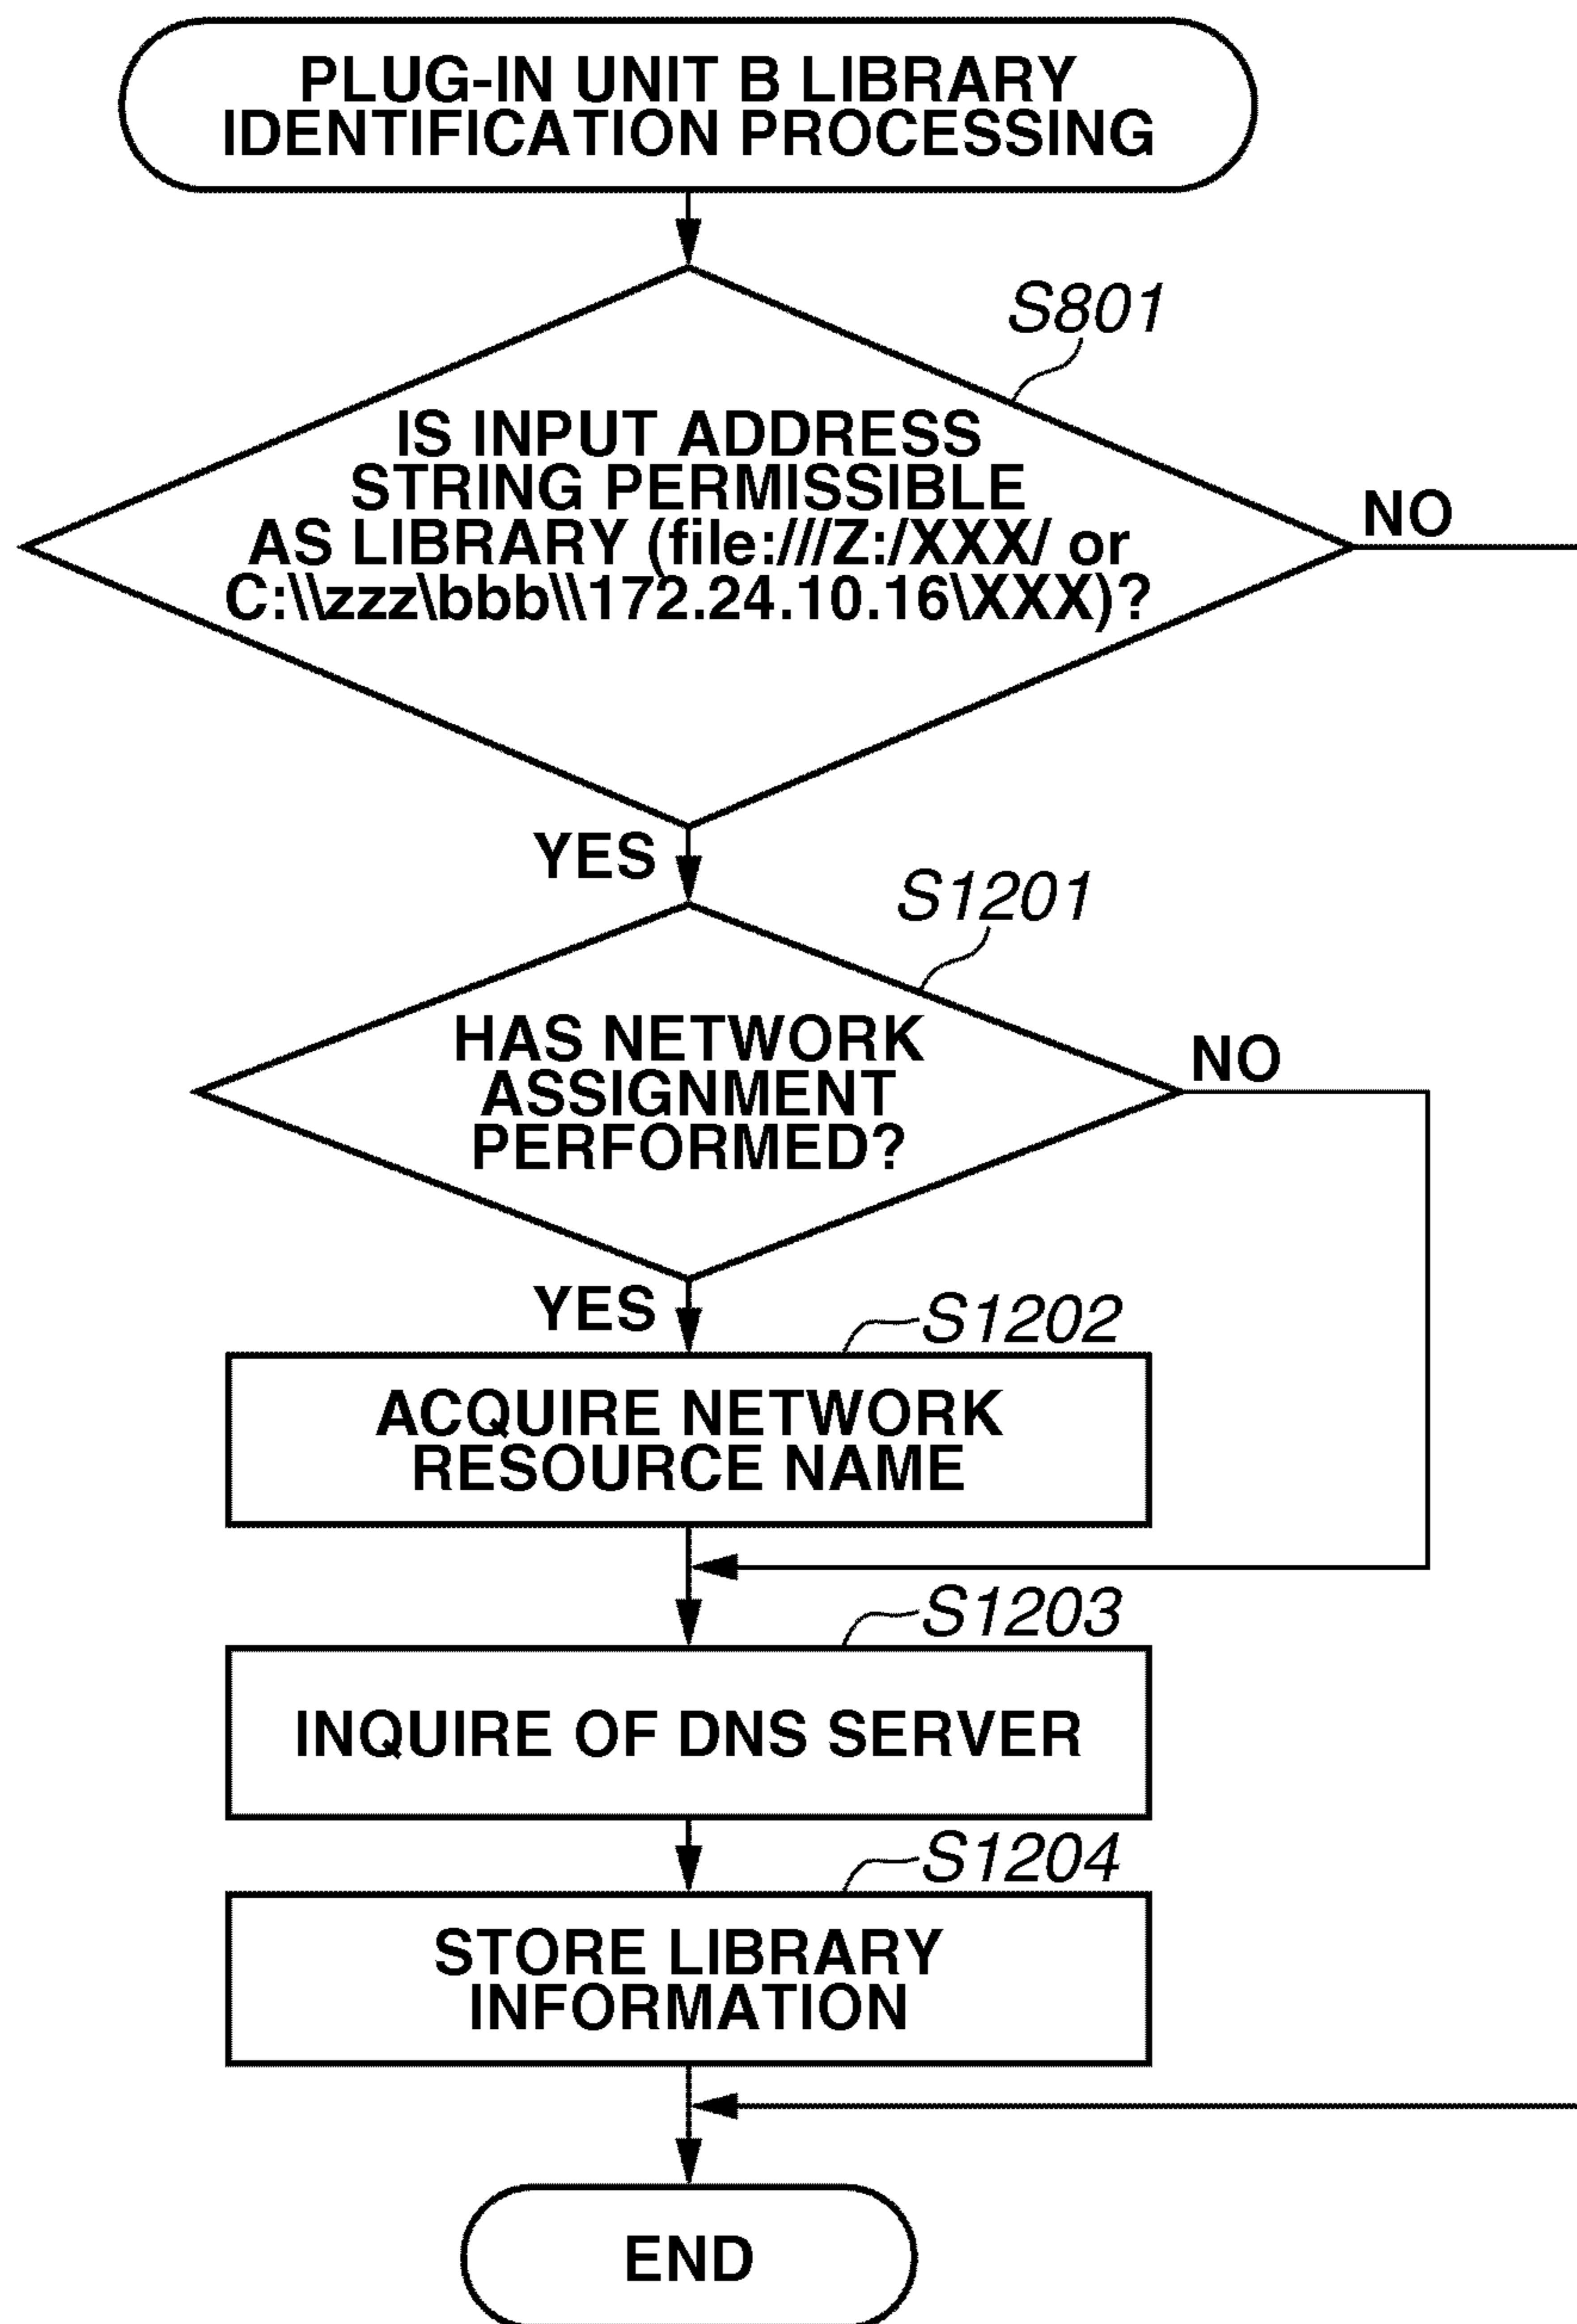 PLUG-IN UNIT B LIBRARY
IDENTIFICATION PROCESSING
S801
IS INPUT ADDRESS
STRING PERMISSIBLE
AS LIBRARY (file:////Z:/XXX/ or
C:\\zzz\bbb\\172.24.10.16\XXX)?
NO
YES
S1201
HAS NETWORK
ASSIGNMENT
PERFORMED?
NO
YES
S1202
ACQUIRE NETWORK
RESOURCE NAME
S1203
INQUIRE OF DNS SERVER
S1204
STORE LIBRARY
INFORMATION
END